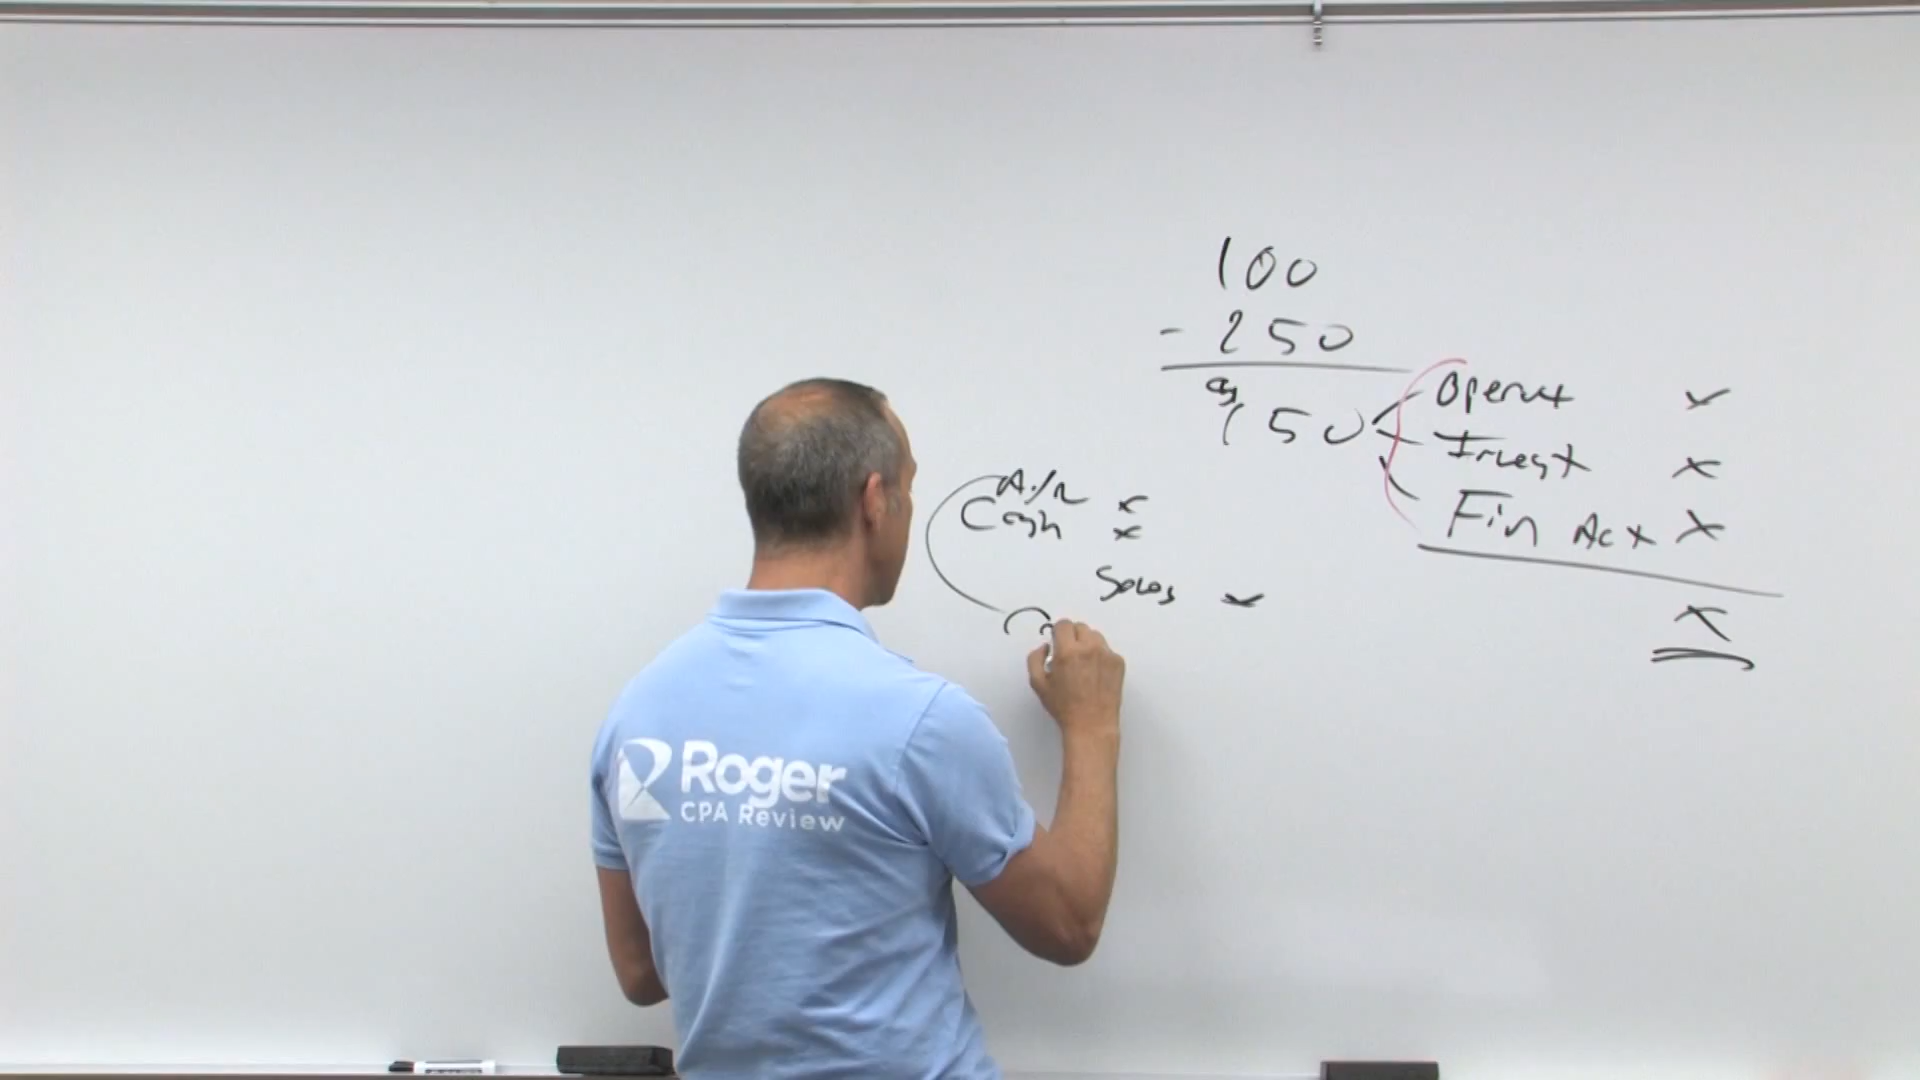 100
- 250
150
Operat x
Invest x
Fin Act x
x
A/R x
Cash x
Sales x
Roger
CPA Review